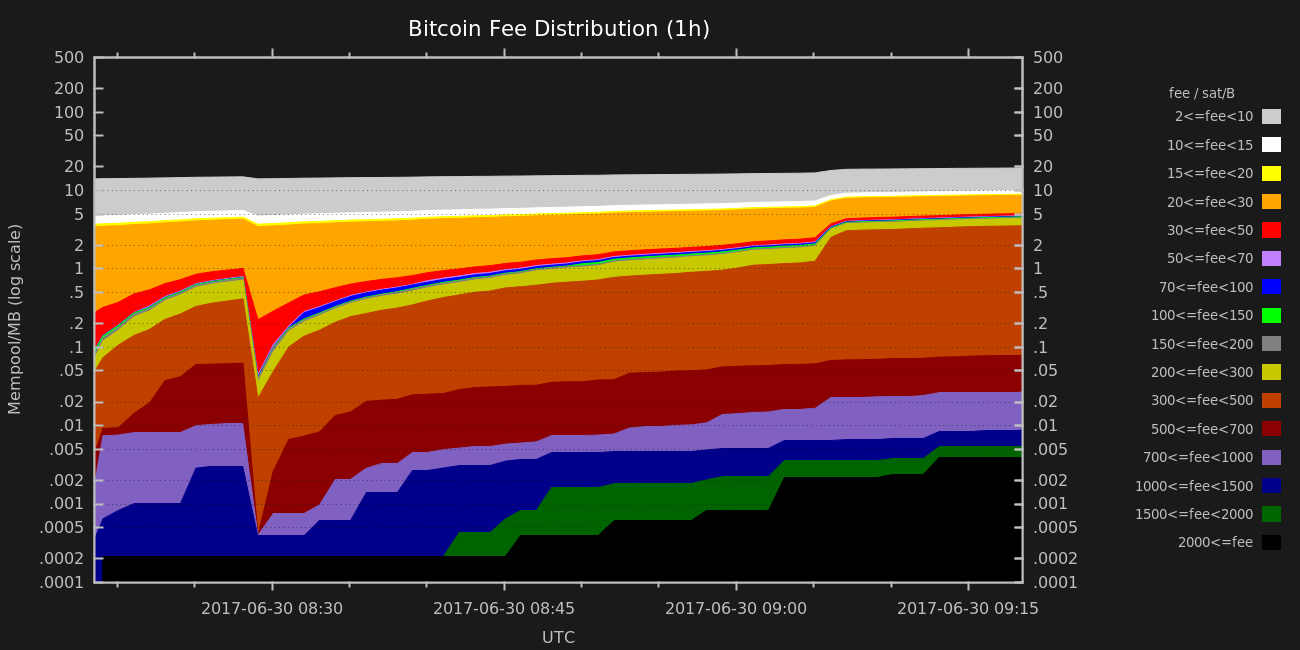 Bitcoin Fee Distribution (1h)
500
200
100
50
20
10
5
2
1
.5
.2
.1
.05
.02
.01
.005
.002
.001
.0005
.0002
.0001
Mempool/MB (log scale)
500
200
100
50
20
10
5
2
1
.5
.2
.1
.05
.02
.01
.005
.002
.001
.0005
.0002
.0001
2017-06-30 08:30
2017-06-30 08:45
2017-06-30 09:00
2017-06-30 09:15
UTC
fee / sat/B
2<=fee<10
10<=fee<15
15<=fee<20
20<=fee<30
30<=fee<50
50<=fee<70
70<=fee<100
100<=fee<150
150<=fee<200
200<=fee<300
300<=fee<500
500<=fee<700
700<=fee<1000
1000<=fee<1500
1500<=fee<2000
2000<=fee